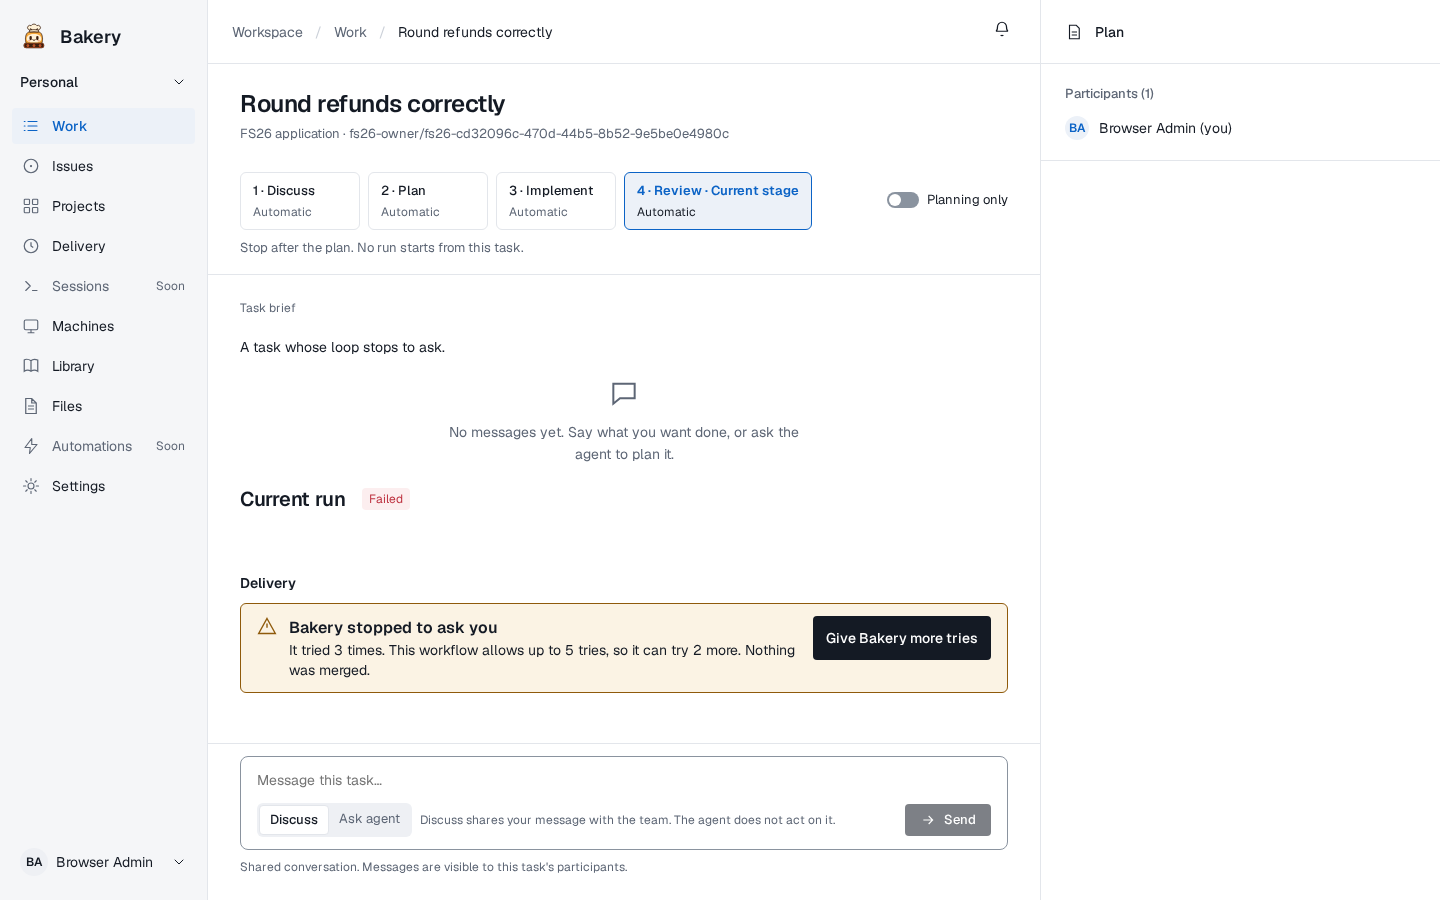 Bakery
Personal
Work
Issues
Projects
Delivery
Sessions Soon
Machines
Library
Files
Automations Soon
Settings
BA Browser Admin
Workspace / Work / Round refunds correctly
Round refunds correctly
FS26 application · fs26-owner/fs26-cd32096c-470d-44b5-8b52-9e5be0e4980c
1 · Discuss
Automatic
2 · Plan
Automatic
3 · Implement
Automatic
4 · Review · Current stage
Automatic
Planning only
Stop after the plan. No run starts from this task.
Task brief
A task whose loop stops to ask.
No messages yet. Say what you want done, or ask the
agent to plan it.
Current run Failed
Delivery
Bakery stopped to ask you
It tried 3 times. This workflow allows up to 5 tries, so it can try 2 more. Nothing
was merged.
Give Bakery more tries
Message this task...
Discuss Ask agent Discuss shares your message with the team. The agent does not act on it. Send
Shared conversation. Messages are visible to this task's participants.
Plan
Participants (1)
BA Browser Admin (you)